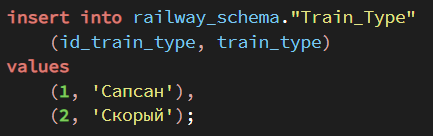 insert into railway_schema."Train_Type"
(id_train_type, train_type)
values
(1, 'Сапсан'),
(2, 'Скорый');